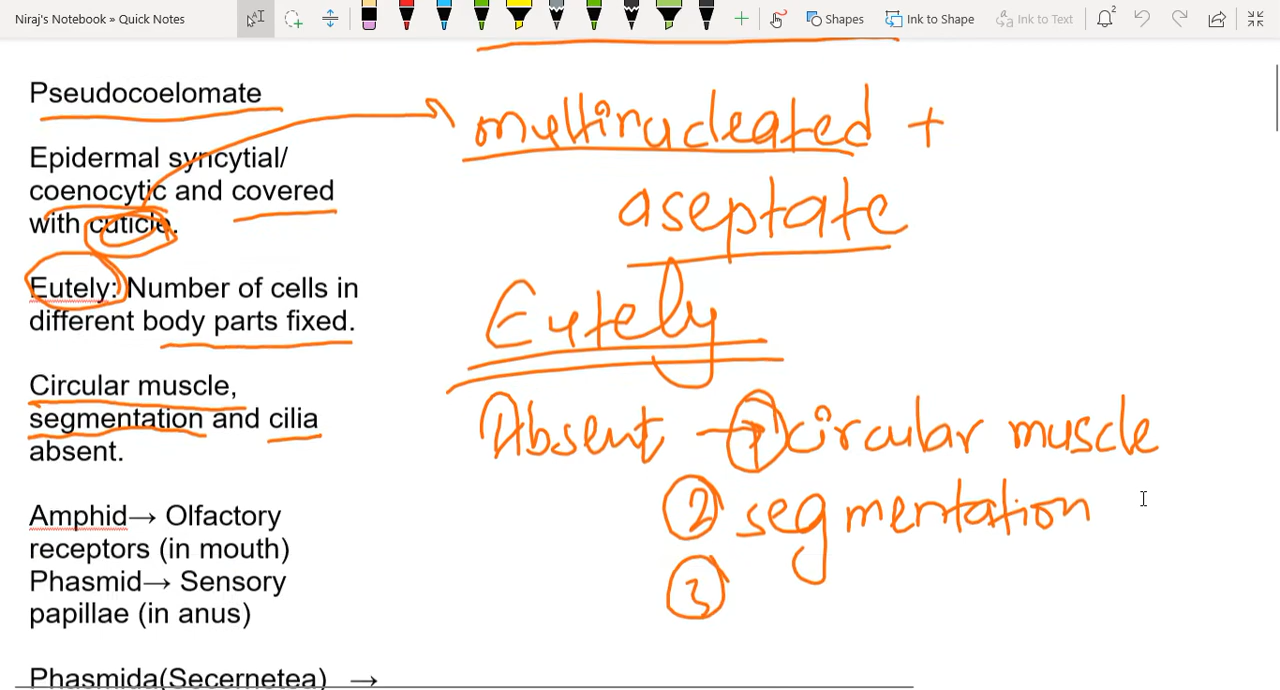 Niraj's Notebook » Quick Notes
Shapes
Ink to Shape
Ink to Text
2
Pseudocoelomate
Epidermal syncytial/
coenocytic and covered
with cuticle.
Eutely: Number of cells in
different body parts fixed.
Circular muscle,
segmentation and cilia
absent.
Amphid→ Olfactory
receptors (in mouth)
Phasmid→ Sensory
papillae (in anus)
Phasmida(Secernetea) →
multinucleated +
aseptate
Eutely
Absent → 1 circular muscle
2 segmentation
3